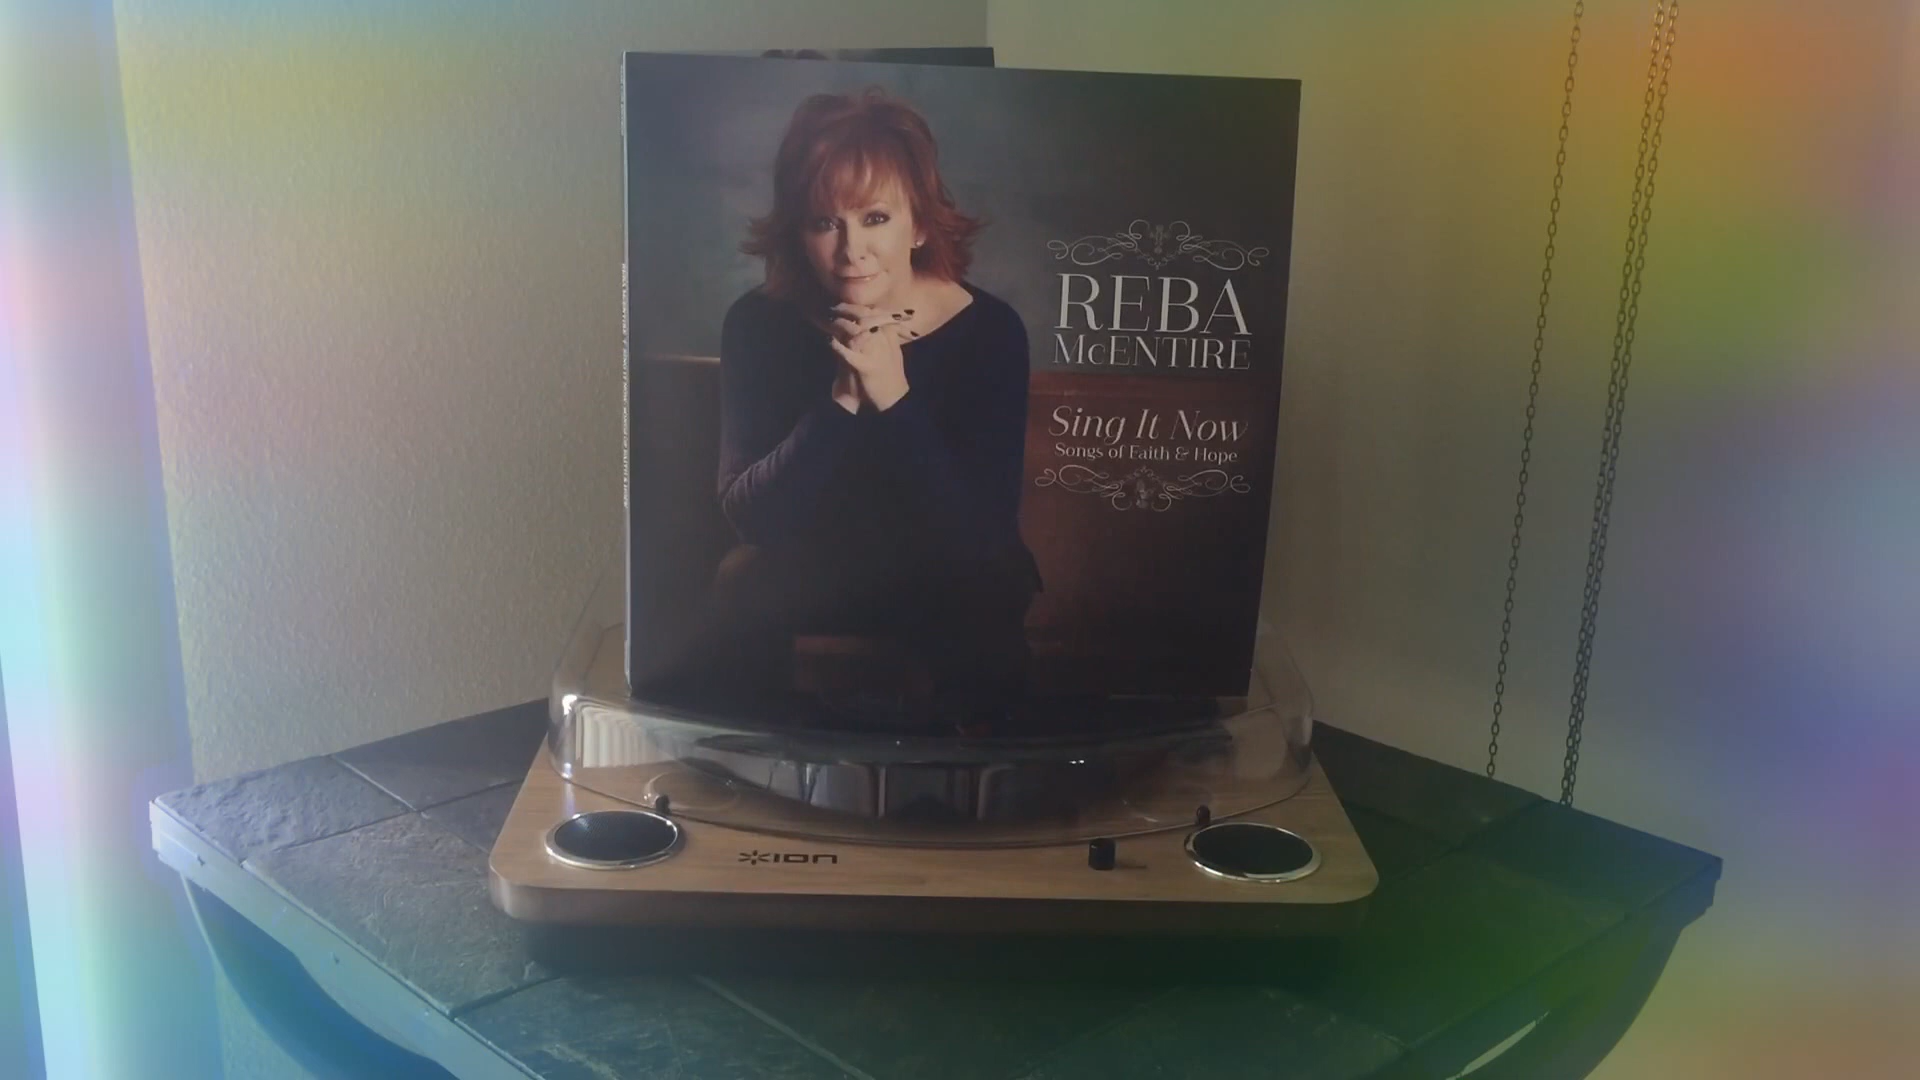 REBA
McENTIRE
Sing It Now
Songs of Faith & Hope
ION